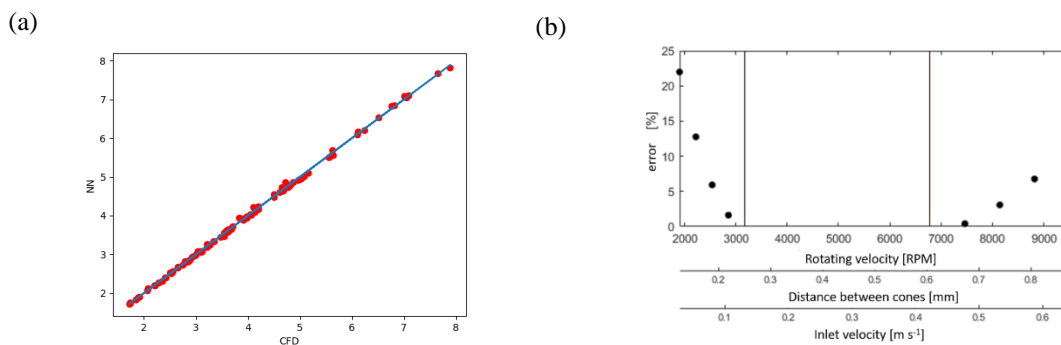 (a)
(b)
8
7
6
5
4
3
2
NN
2 3 4 5 6 7 8
CFD
25
20
15
10
5
0
error [%]
2000 3000 4000 5000 6000 7000 8000 9000
Rotating velocity [RPM]
0.2 0.3 0.4 0.5 0.6 0.7 0.8
Distance between cones [mm]
0.1 0.2 0.3 0.4 0.5 0.6
Inlet velocity [m s⁻¹]